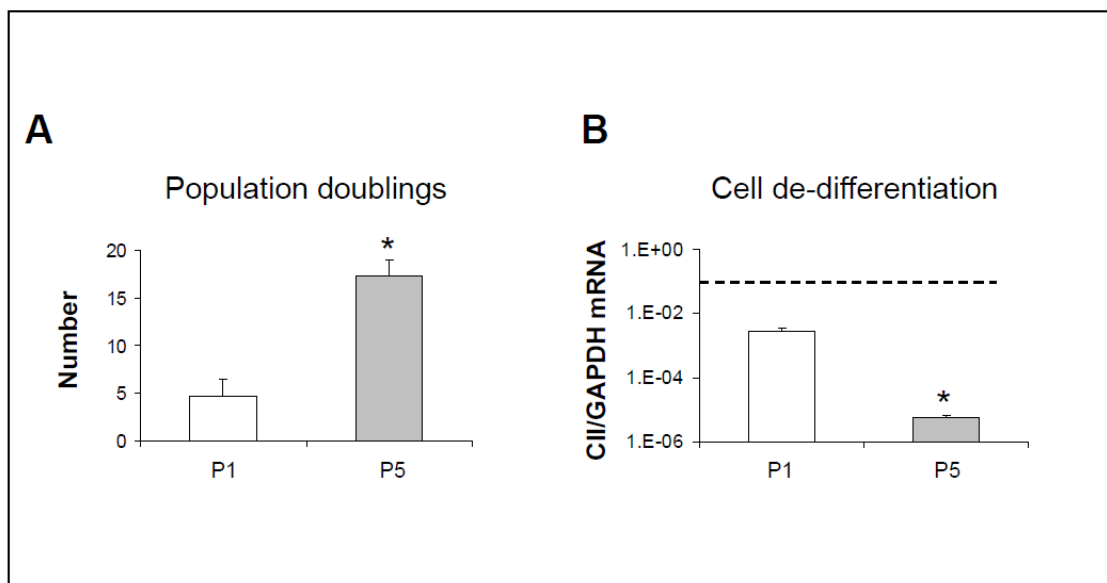 A
B
Population doublings
Cell de-differentiation
Number
20
15
10
5
0
*
P1
P5
CII/GAPDH mRNA
1.E+00
1.E-02
1.E-04
1.E-06
*
P1
P5